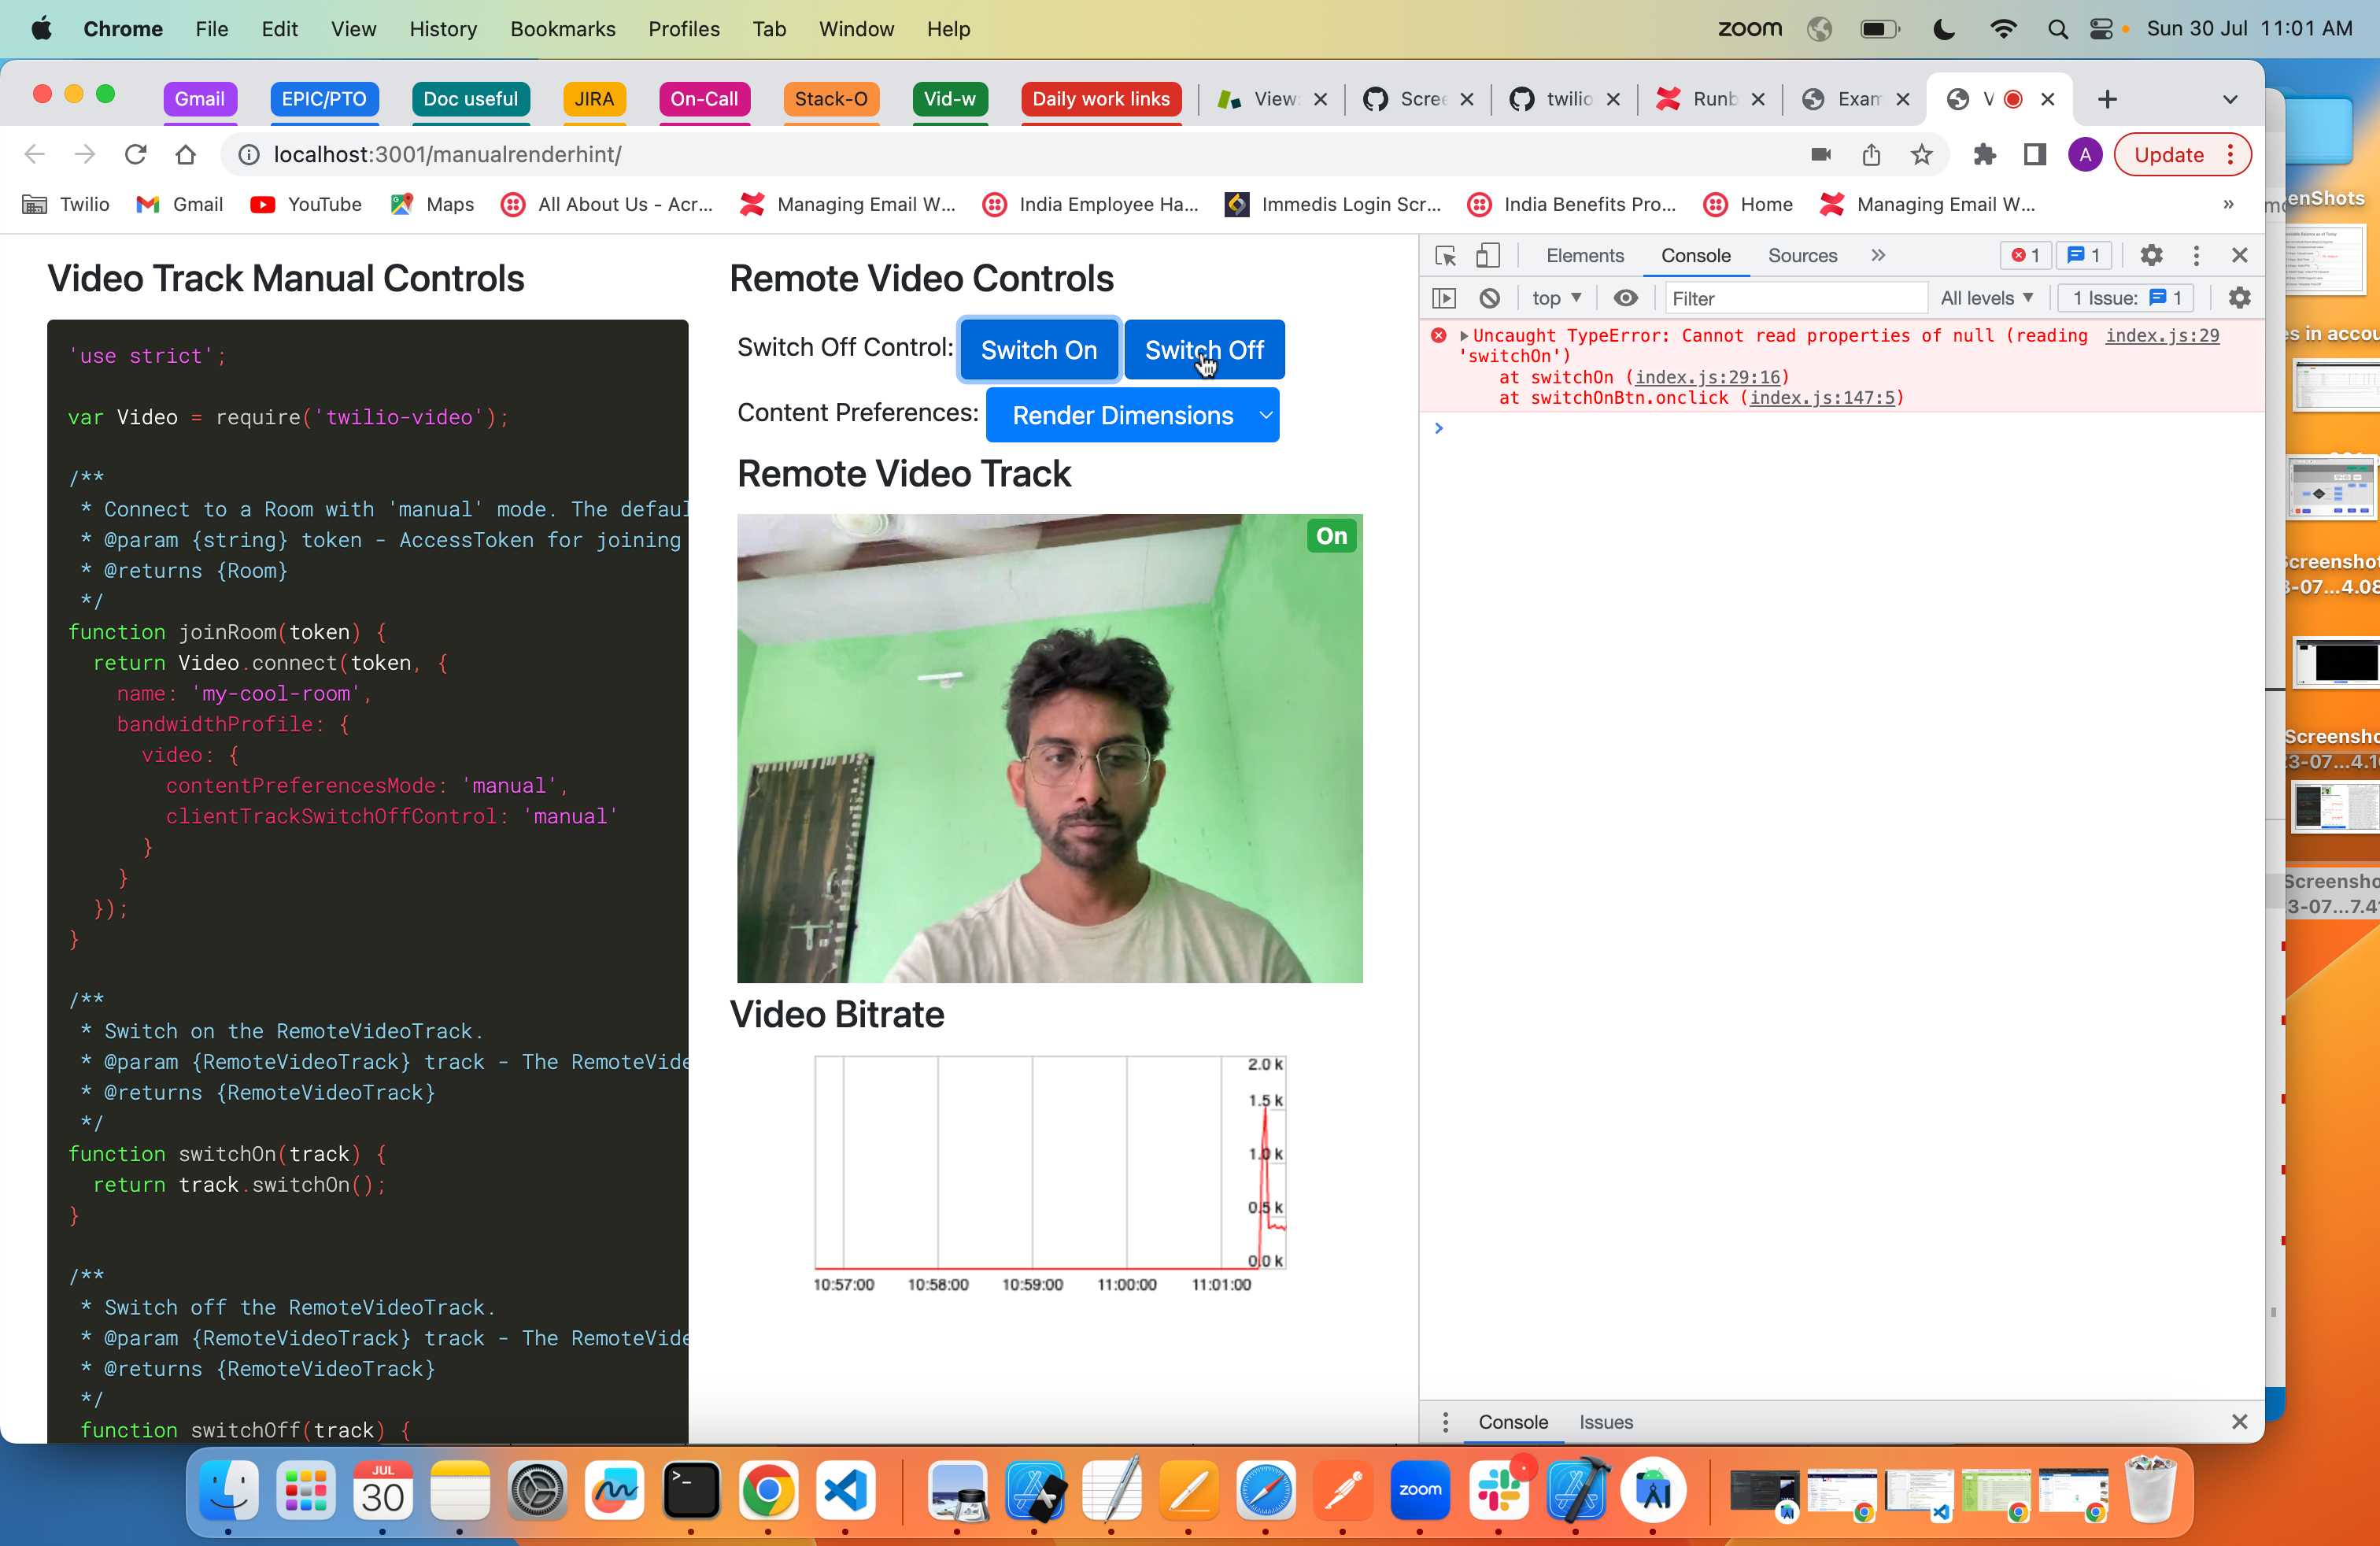 Chrome File Edit View History Bookmarks Profiles Tab Window Help zoom Sun 30 Jul 11:01 AM
Gmail EPIC/PTO Doc useful JIRA On-Call Stack-O Vid-w Daily work links View: Scree twilio Runb Exam V
localhost:3001/manualrenderhint/ A Update
Twilio Gmail YouTube Maps All About Us - Acr... Managing Email W... India Employee Ha... Immedis Login Scr... India Benefits Pro... Home Managing Email W... »
Video Track Manual Controls
'use strict';
var Video = require('twilio-video');
/**
* Connect to a Room with 'manual' mode. The defaul
* @param {string} token - AccessToken for joining
* @returns {Room}
*/
function joinRoom(token) {
return Video.connect(token, {
name: 'my-cool-room',
bandwidthProfile: {
video: {
contentPreferencesMode: 'manual',
clientTrackSwitchOffControl: 'manual'
}
}
});
}
/**
* Switch on the RemoteVideoTrack.
* @param {RemoteVideoTrack} track - The RemoteVide
* @returns {RemoteVideoTrack}
*/
function switchOn(track) {
return track.switchOn();
}
/**
* Switch off the RemoteVideoTrack.
* @param {RemoteVideoTrack} track - The RemoteVide
* @returns {RemoteVideoTrack}
*/
function switchOff(track) {
Remote Video Controls
Switch Off Control: Switch On Switch Off
Content Preferences: Render Dimensions
Remote Video Track
On
Video Bitrate
2.0 k
1.5 k
1.0 k
0.5 k
0.0 k
10:57:00 10:58:00 10:59:00 11:00:00 11:01:00
Elements Console Sources » 1 1
top Filter All levels 1 Issue: 1
Uncaught TypeError: Cannot read properties of null (reading index.js:29
'switchOn')
at switchOn (index.js:29:16)
at switchOnBtn.onclick (index.js:147:5)
Console Issues
enShots
s in accou
Screenshot
3-07...4.08
Screensho
3-07...4.1
Screensho
3-07...7.4
JUL
30
zoom